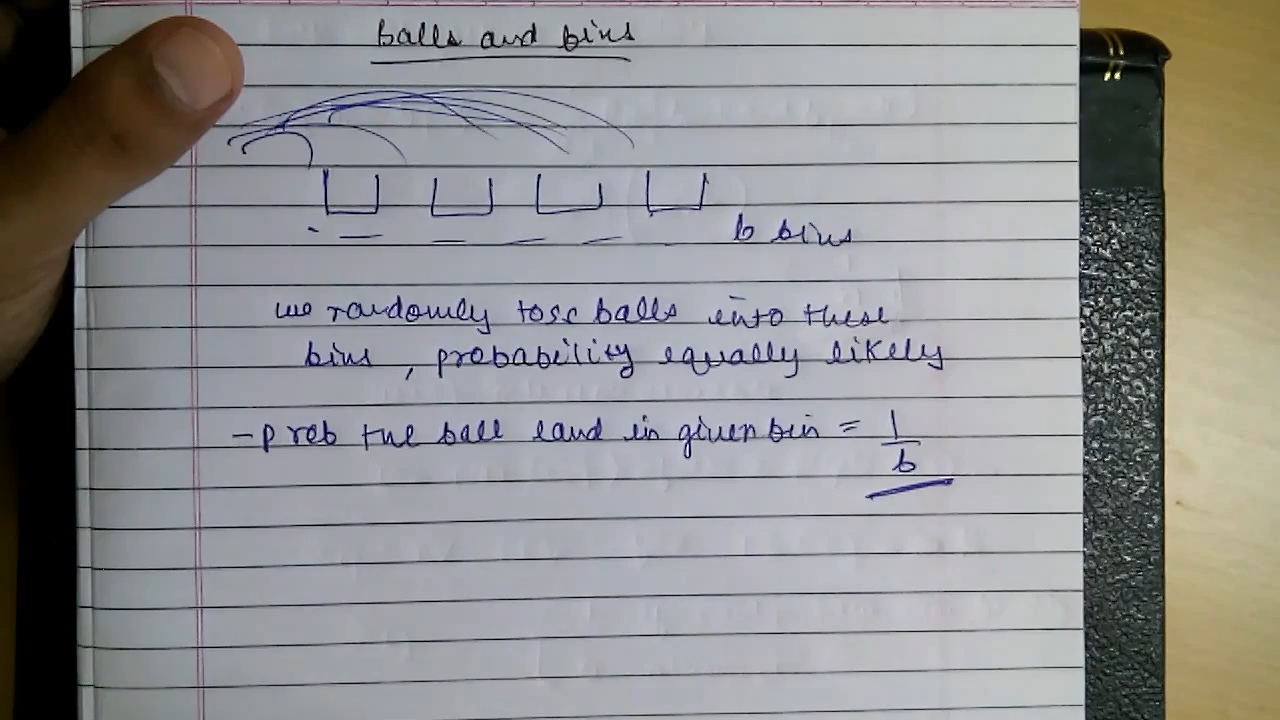 balls and bins
b bins
we randomly toss balls into these
bins, probability equally likely
- prob the ball land in given bin = 1/b